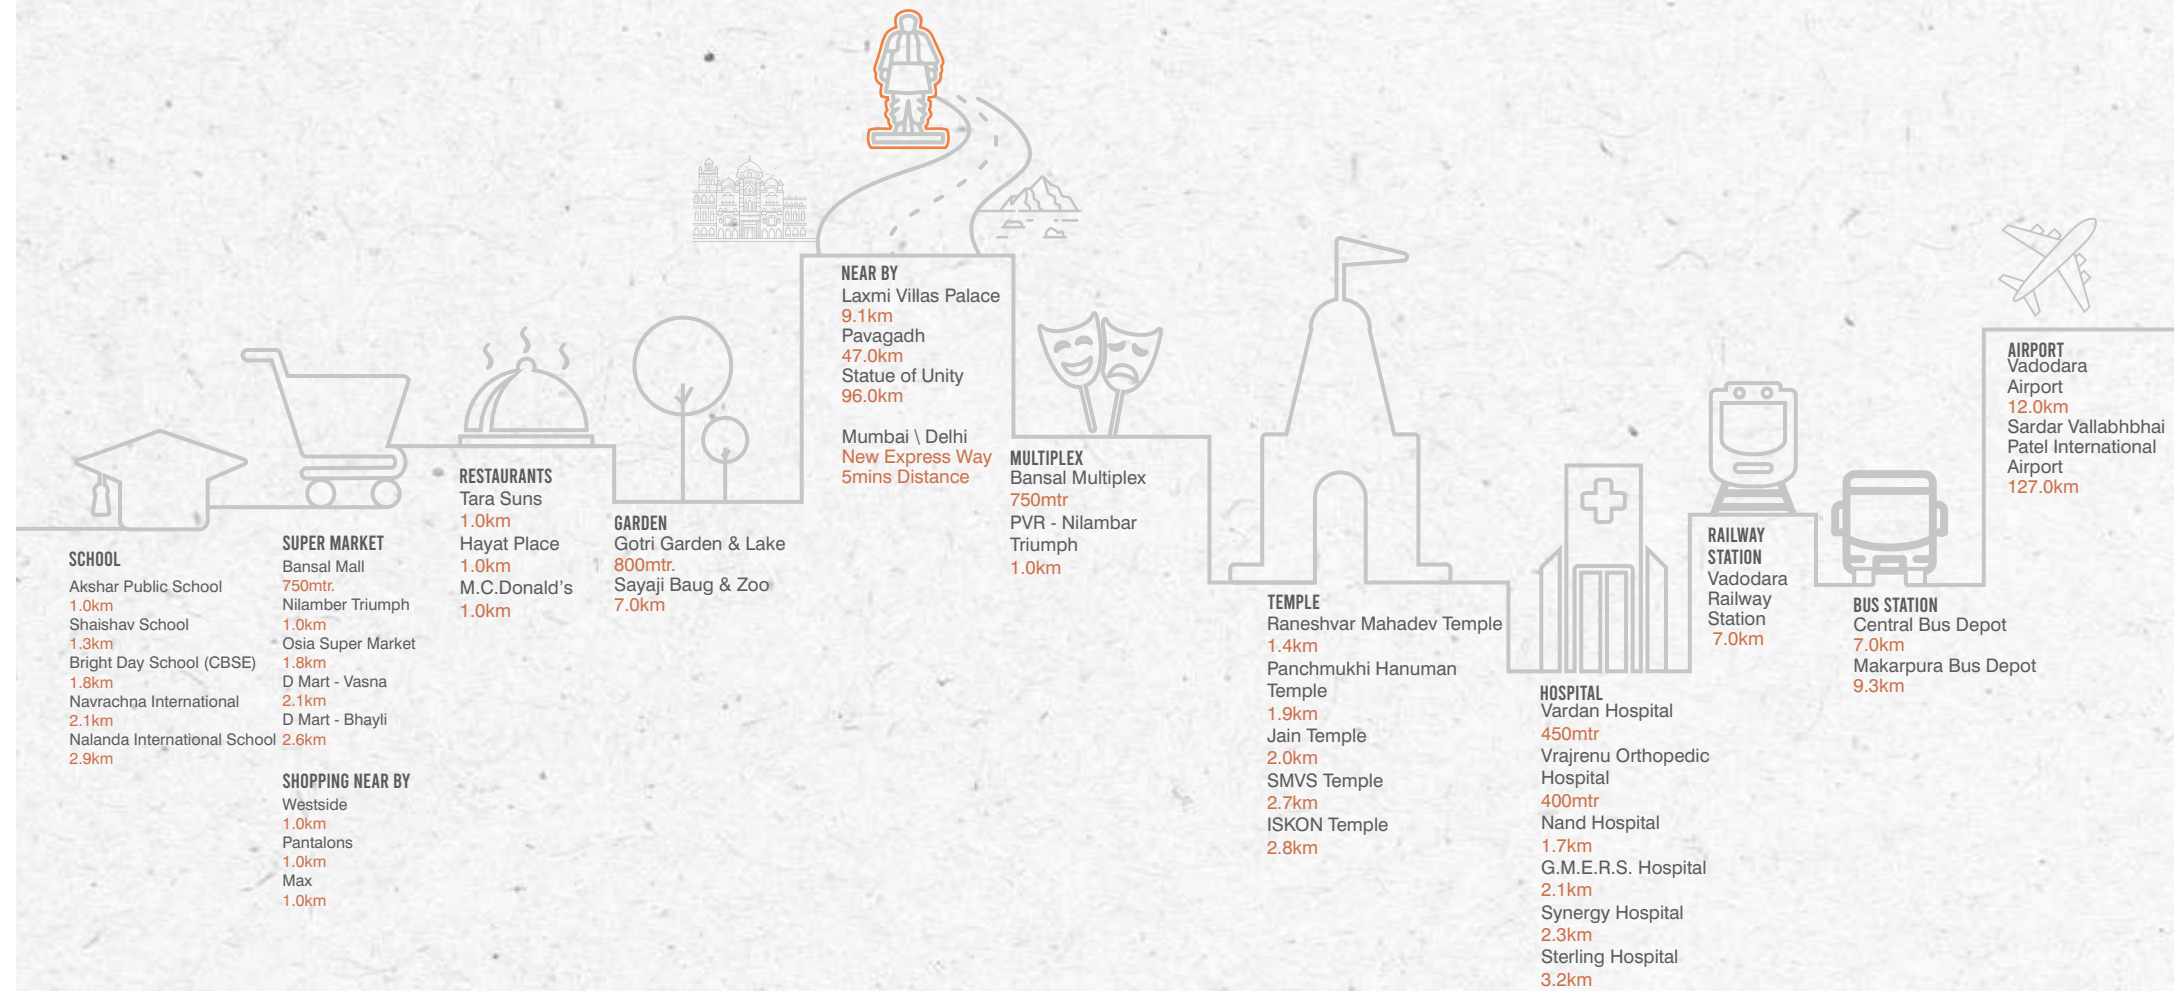 SCHOOL
Akshar Public School
1.0km
Shaishav School
1.3km
Bright Day School (CBSE)
1.8km
Navrachna International
2.1km
Nalanda International School
2.9km
SUPER MARKET
Bansal Mall
750mtr.
Nilamber Triumph
1.0km
Osia Super Market
1.8km
D Mart - Vasna
2.1km
D Mart - Bhayli
2.6km
SHOPPING NEAR BY
Westside
1.0km
Pantalons
1.0km
Max
1.0km
RESTAURANTS
Tara Suns
1.0km
Hayat Place
1.0km
M.C.Donald's
1.0km
GARDEN
Gotri Garden & Lake
800mtr.
Sayaji Baug & Zoo
7.0km
NEAR BY
Laxmi Villas Palace
9.1km
Pavagadh
47.0km
Statue of Unity
96.0km
Mumbai \ Delhi
New Express Way
5mins Distance
MULTIPLEX
Bansal Multiplex
750mtr
PVR - Nilambar
Triumph
1.0km
TEMPLE
Raneshvar Mahadev Temple
1.4km
Panchmukhi Hanuman
Temple
1.9km
Jain Temple
2.0km
SMVS Temple
2.7km
ISKON Temple
2.8km
HOSPITAL
Vardan Hospital
450mtr
Vrajrenu Orthopedic
Hospital
400mtr
Nand Hospital
1.7km
G.M.E.R.S. Hospital
2.1km
Synergy Hospital
2.3km
Sterling Hospital
3.2km
RAILWAY
STATION
Vadodara
Railway
Station
7.0km
BUS STATION
Central Bus Depot
7.0km
Makarpura Bus Depot
9.3km
AIRPORT
Vadodara
Airport
12.0km
Sardar Vallabhbhai
Patel International
Airport
127.0km